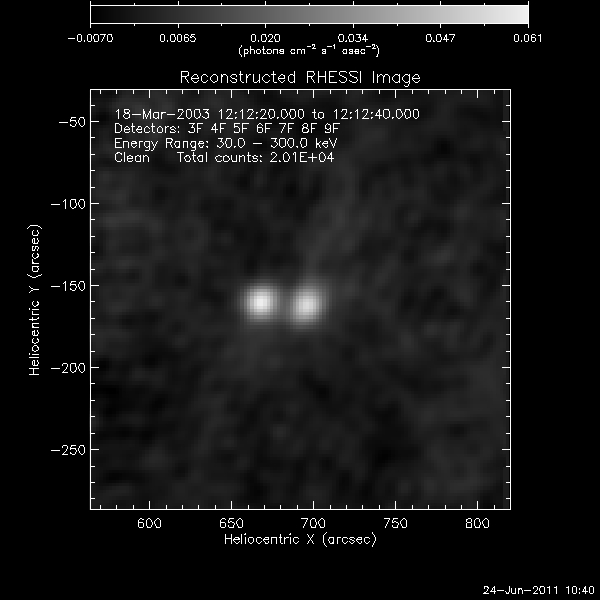 −0.0070 0.0065 0.020 0.034 0.047 0.061
(photons cm⁻² s⁻¹ asec⁻²)
Reconstructed RHESSI Image
18−Mar−2003 12:12:20.000 to 12:12:40.000
Detectors: 3F 4F 5F 6F 7F 8F 9F
Energy Range: 30.0 − 300.0 keV
Clean Total counts: 2.01E+04
−50
−100
−150
−200
−250
Heliocentric Y (arcsec)
600 650 700 750 800
Heliocentric X (arcsec)
24−Jun−2011 10:40